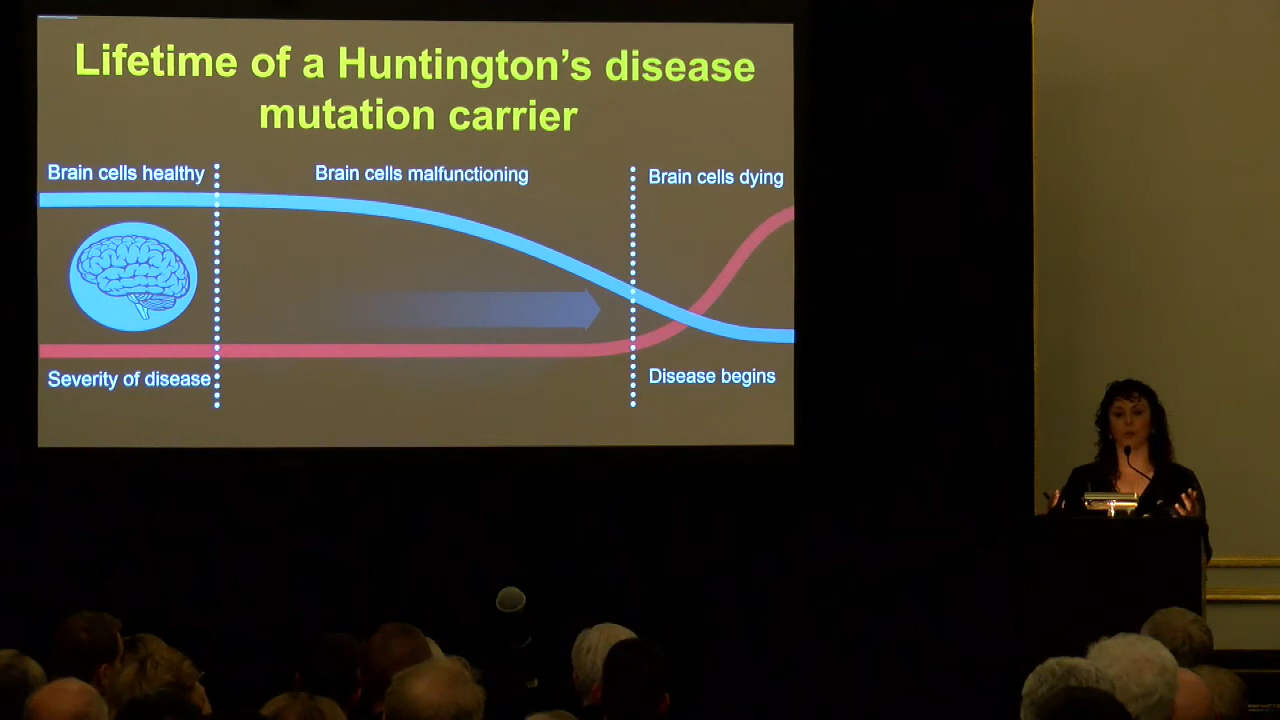 Lifetime of a Huntington's disease
mutation carrier
Brain cells healthy
Brain cells malfunctioning
Brain cells dying
Severity of disease
Disease begins